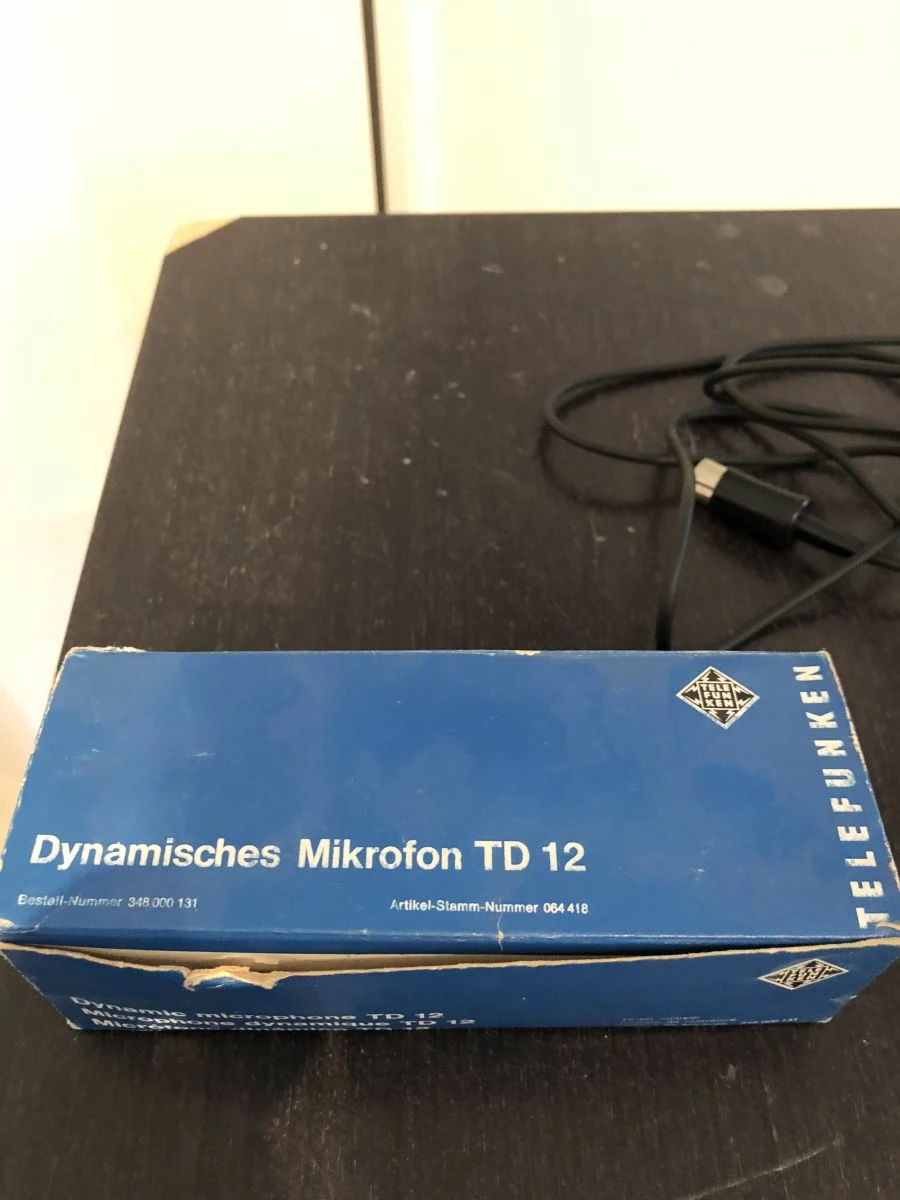 TELE
FUN
KEN
TELEFUNKEN
Dynamisches Mikrofon TD 12
Bestell-Nummer 348 000 131
Artikel-Stamm-Nummer 064 418
Dynamic microphone TD 12
Microphone dynamique TD 12